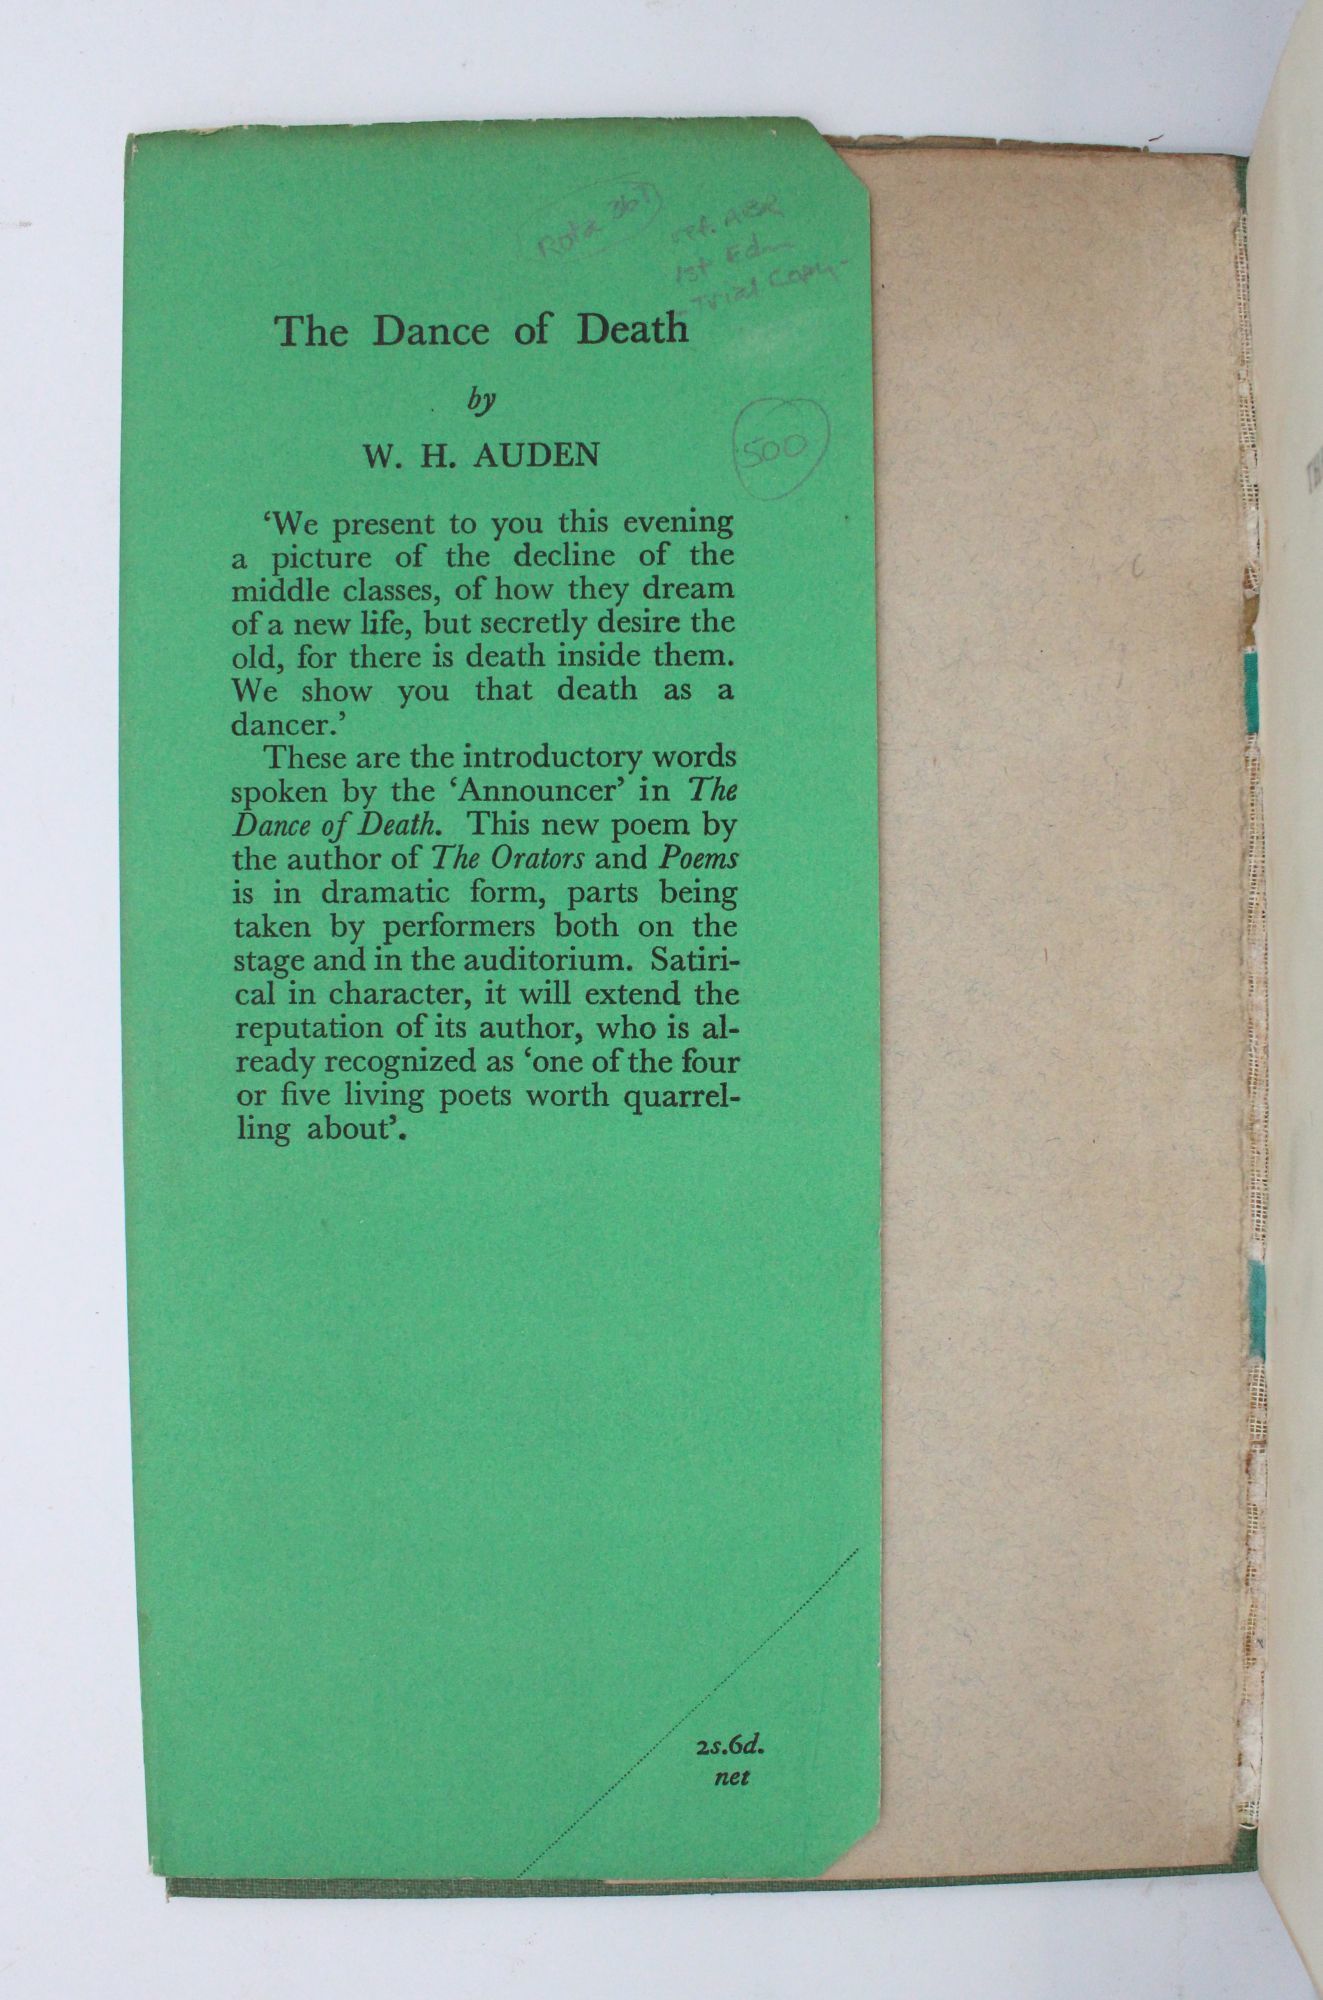 Rota 361
ref. ABR
1st Edn
- Trial Copy -
The Dance of Death
by
W. H. AUDEN
500
‘We present to you this evening
a picture of the decline of the
middle classes, of how they dream
of a new life, but secretly desire the
old, for there is death inside them.
We show you that death as a
dancer.’
These are the introductory words
spoken by the ‘Announcer’ in The
Dance of Death. This new poem by
the author of The Orators and Poems
is in dramatic form, parts being
taken by performers both on the
stage and in the auditorium. Satiri-
cal in character, it will extend the
reputation of its author, who is al-
ready recognized as ‘one of the four
or five living poets worth quarrel-
ling about’.
2s.6d.
net